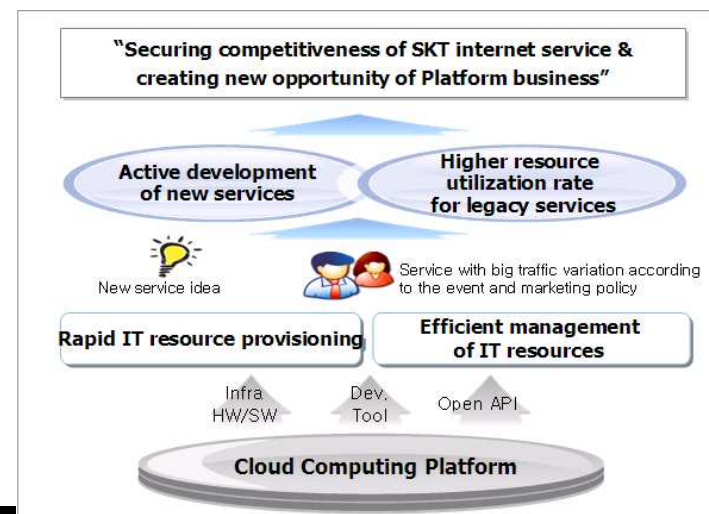 “Securing competitiveness of SKT internet service &
creating new opportunity of Platform business”
Active development
of new services
Higher resource
utilization rate
for legacy services
New service idea
Service with big traffic variation according
to the event and marketing policy
Rapid IT resource provisioning
Efficient management
of IT resources
Infra
HW/SW
Dev.
Tool
Open API
Cloud Computing Platform